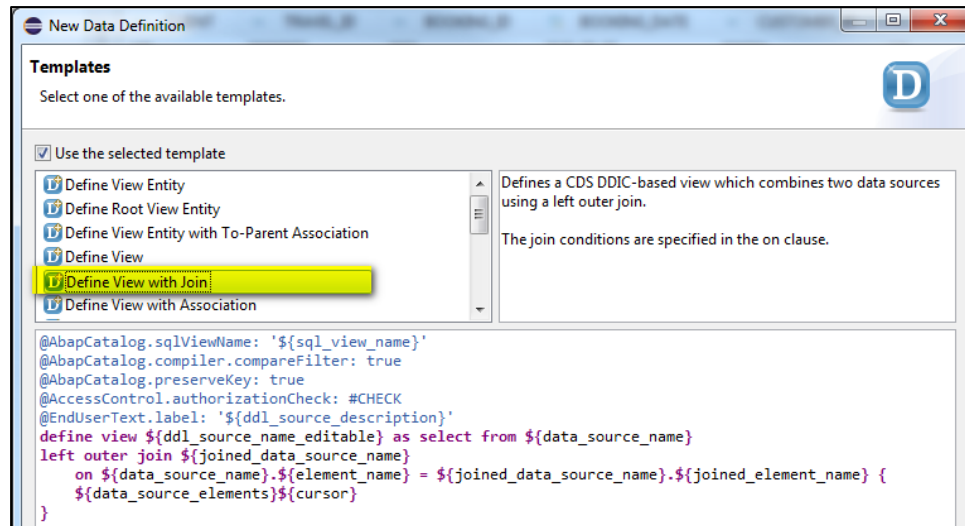 New Data Definition
Templates
Select one of the available templates.
D
Use the selected template
Define View Entity
Define Root View Entity
Define View Entity with To-Parent Association
Define View
Define View with Join
Define View with Association
Defines a CDS DDIC-based view which combines two data sources
using a left outer join.
The join conditions are specified in the on clause.
@AbapCatalog.sqlViewName: '${sql_view_name}'
@AbapCatalog.compiler.compareFilter: true
@AbapCatalog.preserveKey: true
@AccessControl.authorizationCheck: #CHECK
@EndUserText.label: '${ddl_source_description}'
define view ${ddl_source_name_editable} as select from ${data_source_name}
left outer join ${joined_data_source_name}
on ${data_source_name}.${element_name} = ${joined_data_source_name}.${joined_element_name} {
${data_source_elements}${cursor}
}